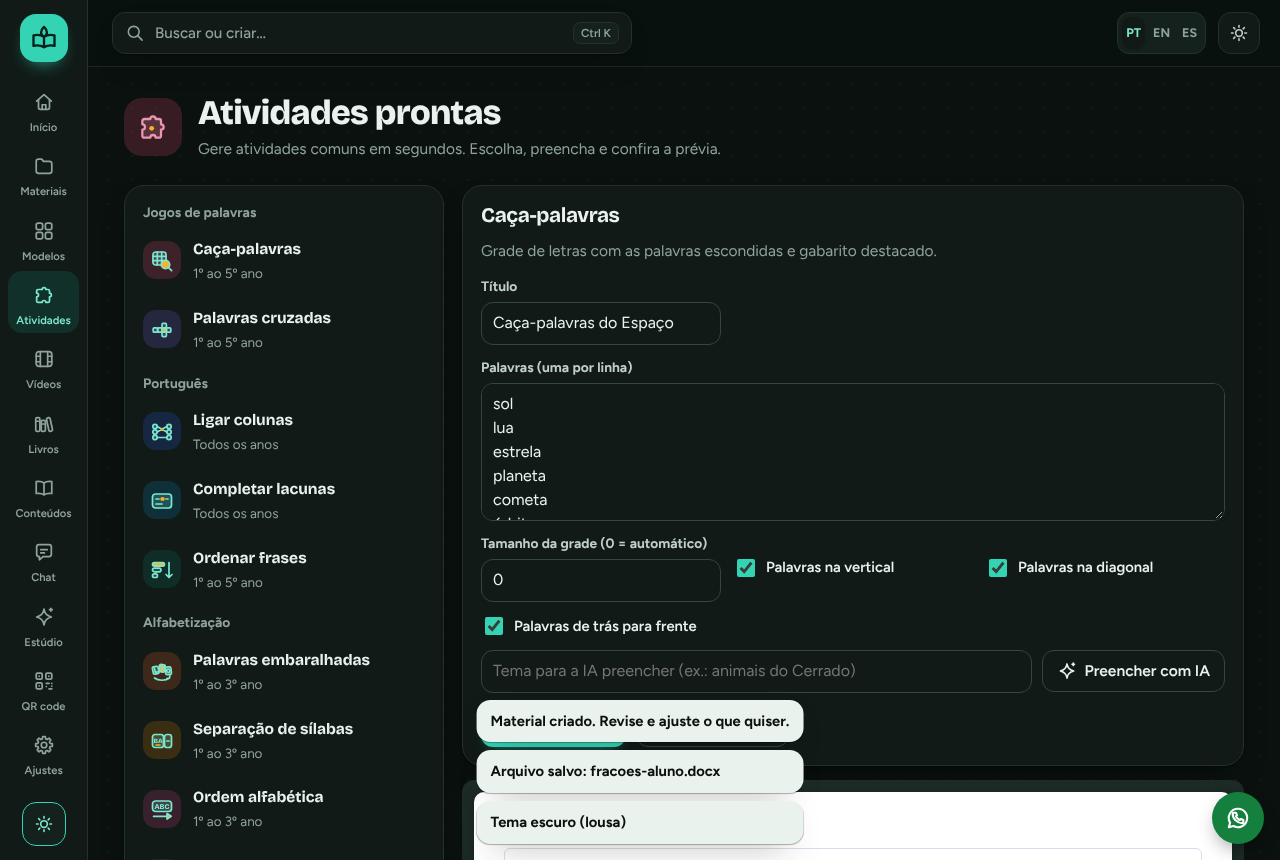 Buscar ou criar...
Ctrl K
PT EN ES
Início
Materiais
Modelos
Atividades
Vídeos
Livros
Conteúdos
Chat
Estúdio
QR code
Ajustes
Atividades prontas
Gere atividades comuns em segundos. Escolha, preencha e confira a prévia.
Jogos de palavras
Caça-palavras
1º ao 5º ano
Palavras cruzadas
1º ao 5º ano
Português
Ligar colunas
Todos os anos
Completar lacunas
Todos os anos
Ordenar frases
1º ao 5º ano
Alfabetização
Palavras embaralhadas
1º ao 3º ano
BA
Separação de sílabas
1º ao 3º ano
ABC
Ordem alfabética
1º ao 3º ano
Caça-palavras
Grade de letras com as palavras escondidas e gabarito destacado.
Título
Caça-palavras do Espaço
Palavras (uma por linha)
sol
lua
estrela
planeta
cometa
Tamanho da grade (0 = automático)
0
Palavras na vertical
Palavras na diagonal
Palavras de trás para frente
Tema para a IA preencher (ex.: animais do Cerrado)
Preencher com IA
Material criado. Revise e ajuste o que quiser.
Arquivo salvo: fracoes-aluno.docx
Tema escuro (lousa)